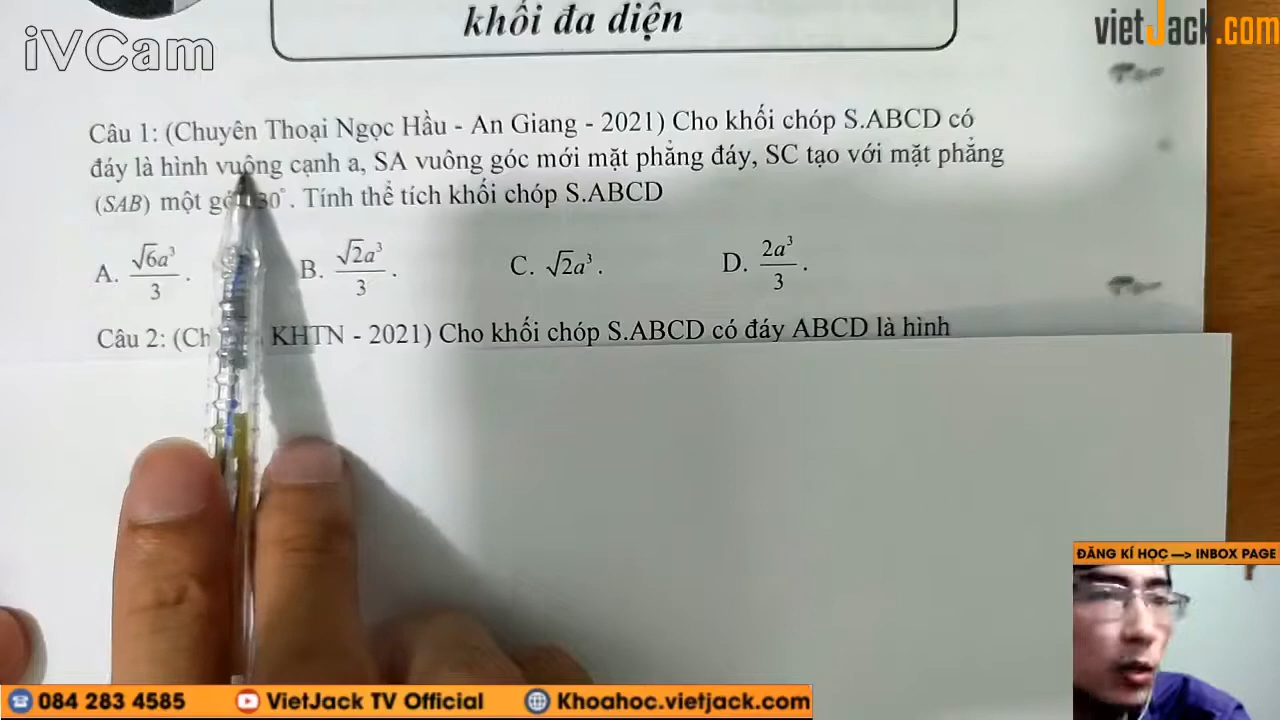 iVCam
khối đa diện
vietJack.com
Câu 1: (Chuyên Thoại Ngọc Hầu - An Giang - 2021) Cho khối chóp S.ABCD có
đáy là hình vuông cạnh a, SA vuông góc mới mặt phẳng đáy, SC tạo với mặt phẳng
(SAB) một 30°. Tính thể tích khối chóp S.ABCD
A. √6a³/3 . B. √2a³/3 . C. √2a³ . D. 2a³/3 .
Câu 2: (Ch KHTN - 2021) Cho khối chóp S.ABCD có đáy ABCD là hình
ĐĂNG KÍ HỌC —> INBOX PAGE
084 283 4585 VietJack TV Official Khoahoc.vietjack.com